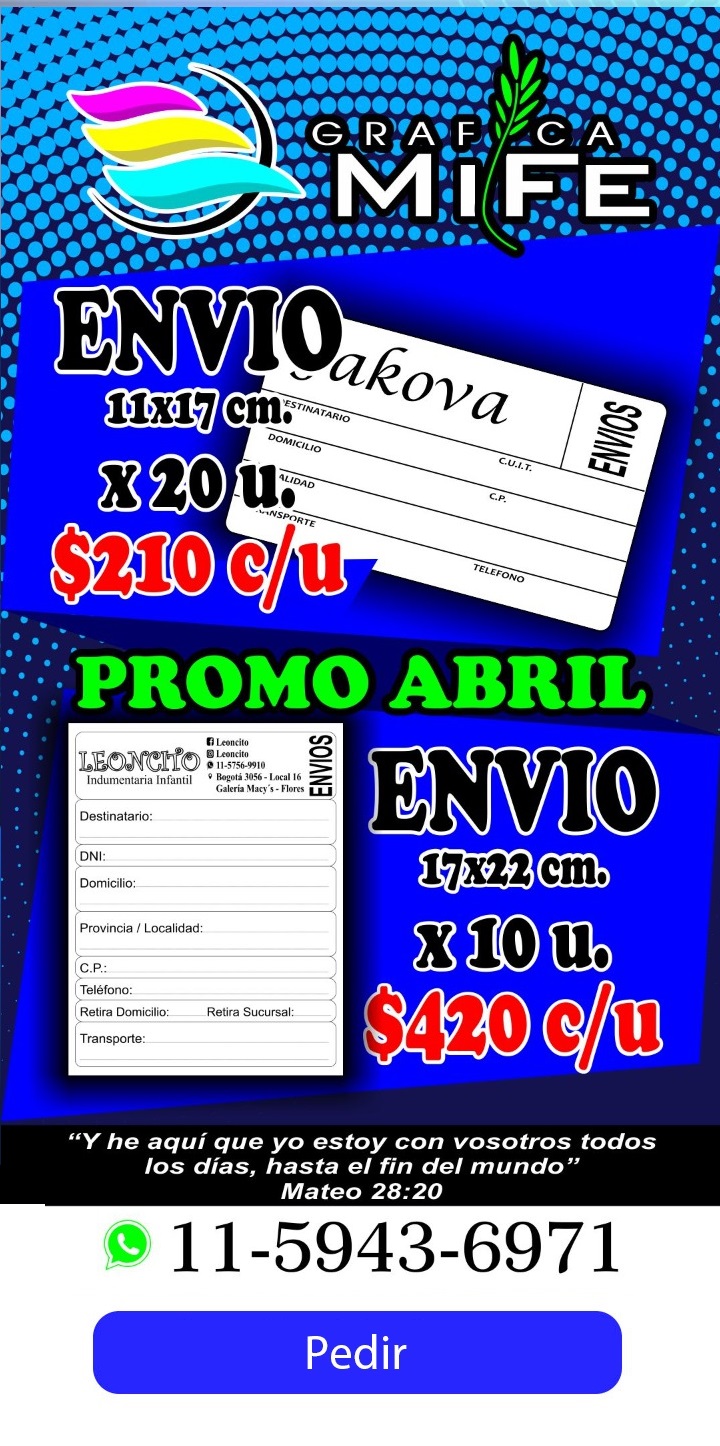 GRAFICA
MIFE
ENVIO
11x17 cm.
x 20 u.
$210 c/u
akova
ENVIOS
ESTINATARIO
DOMICILIO
C.U.I.T.
ALIDAD
C.P.
ANSPORTE
TELEFONO
PROMO ABRIL
LEONCITO
Indumentaria Infantil
Leoncito
Leoncito
11-5756-9910
Bogotá 3056 - Local 16
Galería Macy´s - Flores
ENVIOS
Destinatario:
DNI:
Domicilio:
Provincia / Localidad:
C.P.:
Teléfono:
Retira Domicilio: Retira Sucursal:
Transporte:
ENVIO
17x22 cm.
x 10 u.
$420 c/u
“Y he aquí que yo estoy con vosotros todos
los días, hasta el fin del mundo”
Mateo 28:20
11-5943-6971
Pedir